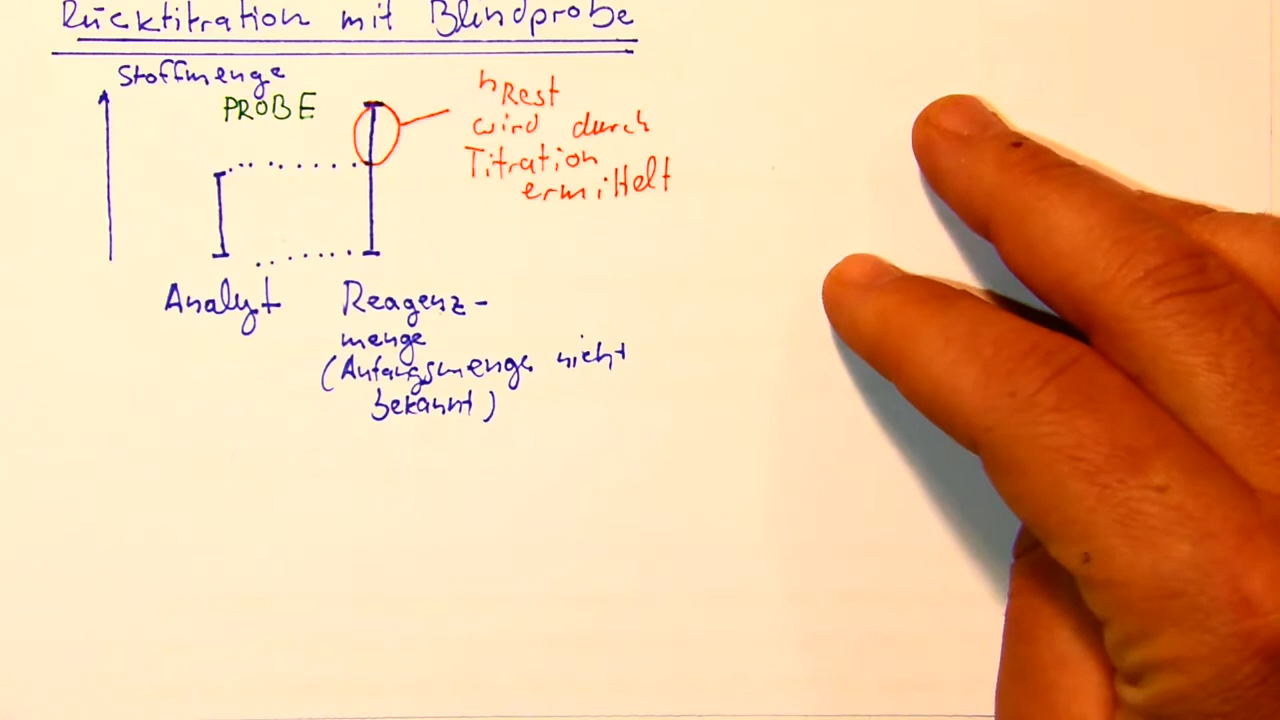 Rücktitration mit Blindprobe
Stoffmenge
PROBE
nRest
wird durch
Titration
ermittelt
Analyt
Reagenz-
menge
(Anfangsmenge nicht
bekannt)